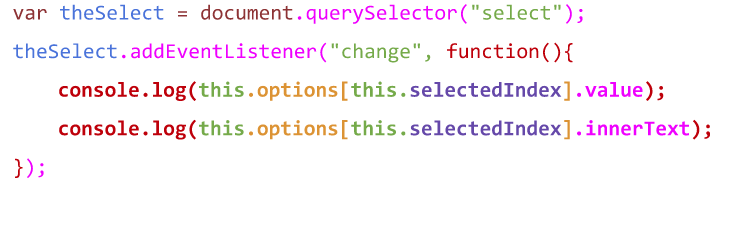 var theSelect = document.querySelector("select");
theSelect.addEventListener("change", function(){
console.log(this.options[this.selectedIndex].value);
console.log(this.options[this.selectedIndex].innerText);
});